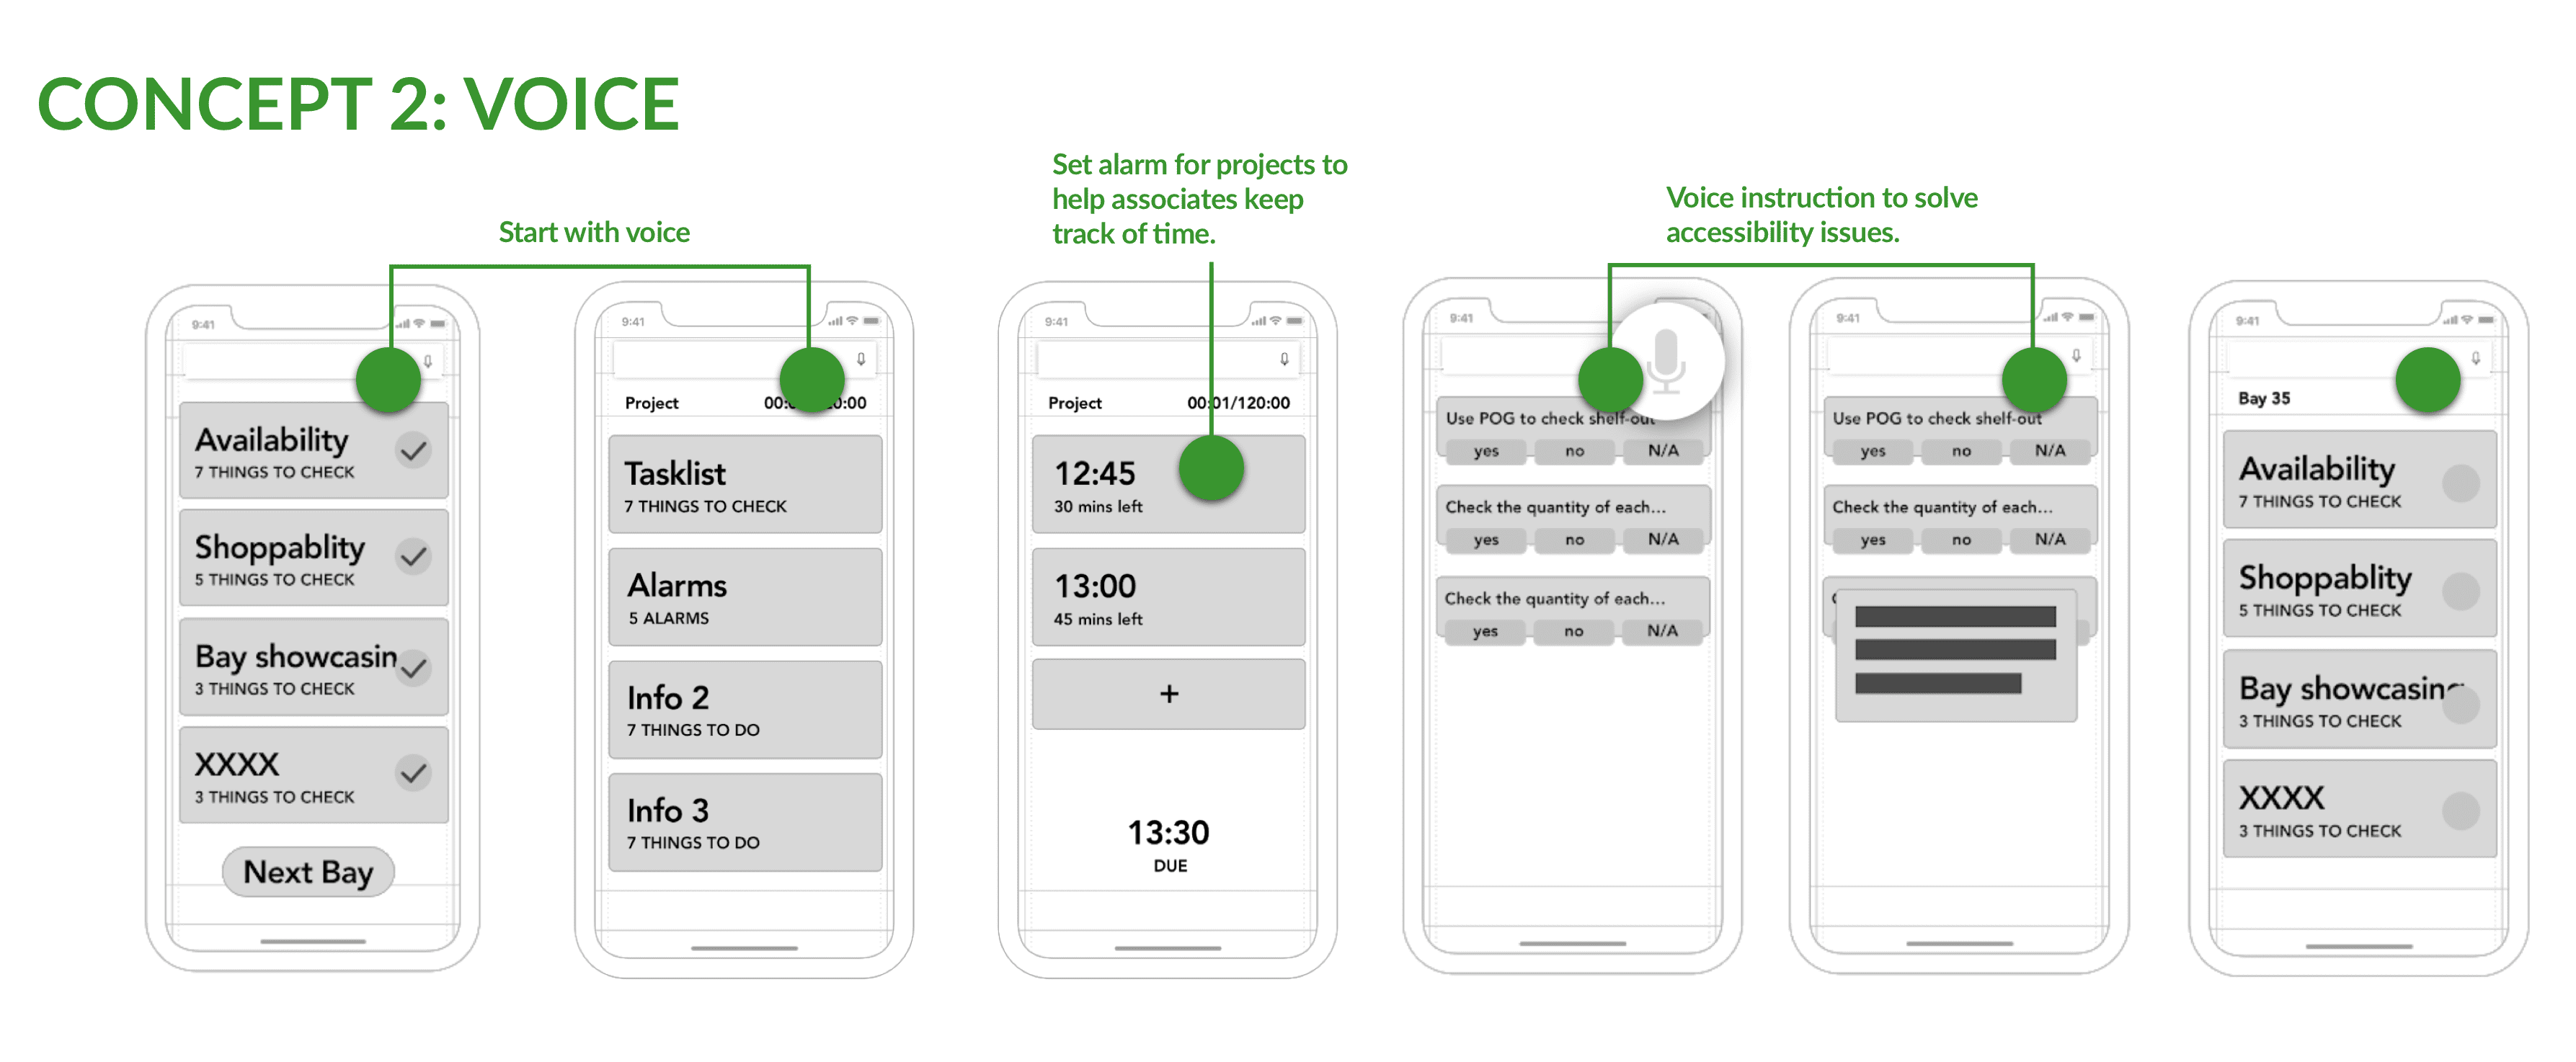 CONCEPT 2: VOICE
Start with voice
Set alarm for projects to
help associates keep
track of time.
Voice instruction to solve
accessibility issues.
9:41
Availability
7 THINGS TO CHECK
Shoppablity
5 THINGS TO CHECK
Bay showcasin
3 THINGS TO CHECK
XXXX
3 THINGS TO CHECK
Next Bay
9:41
Project
Tasklist
7 THINGS TO CHECK
Alarms
5 ALARMS
Info 2
7 THINGS TO DO
Info 3
7 THINGS TO DO
9:41
Project 00:01/120:00
12:45
30 mins left
13:00
45 mins left
+
13:30
DUE
9:41
Use POG to check shelf-out
yes no N/A
Check the quantity of each...
yes no N/A
Check the quantity of each...
yes no N/A
9:41
Use POG to check shelf-out
yes no N/A
Check the quantity of each...
yes no N/A
9:41
Bay 35
Availability
7 THINGS TO CHECK
Shoppablity
5 THINGS TO CHECK
Bay showcasing
3 THINGS TO CHECK
XXXX
3 THINGS TO CHECK